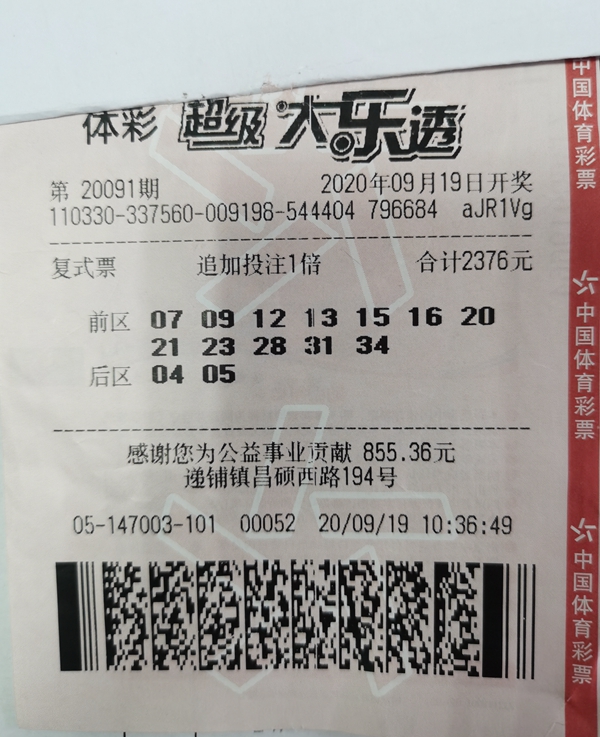 体彩 超级大乐透
第 20091期 2020年09月19日开奖
110330-337560-009198-544404 796684 aJR1Vg
复式票 追加投注1倍 合计2376元
前区 07 09 12 13 15 16 20
21 23 28 31 34
后区 04 05
感谢您为公益事业贡献 855.36元
递铺镇昌硕西路194号
05-147003-101 00052 20/09/19 10:36:49
中国体育彩票
中国体育彩票
中国体育彩票